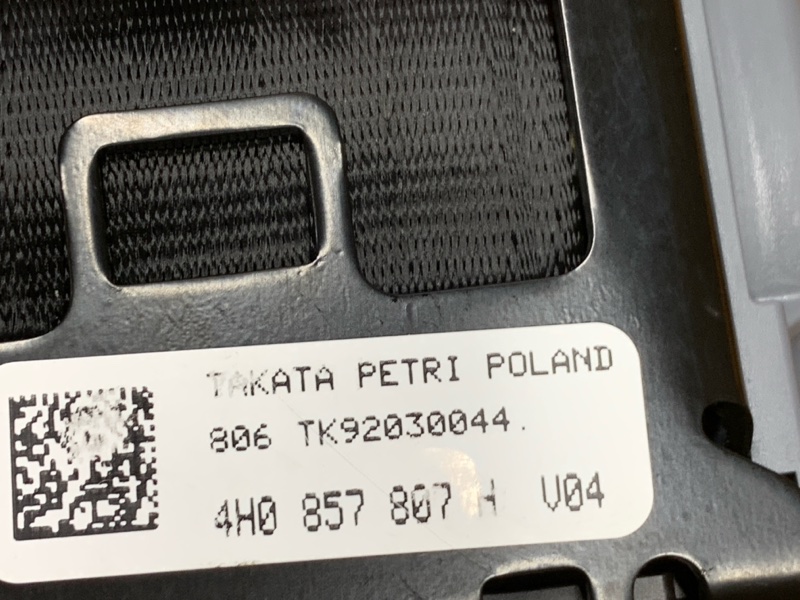 TAKATA PETRI POLAND
806 TK92030044.
4H0 857 807 H V04